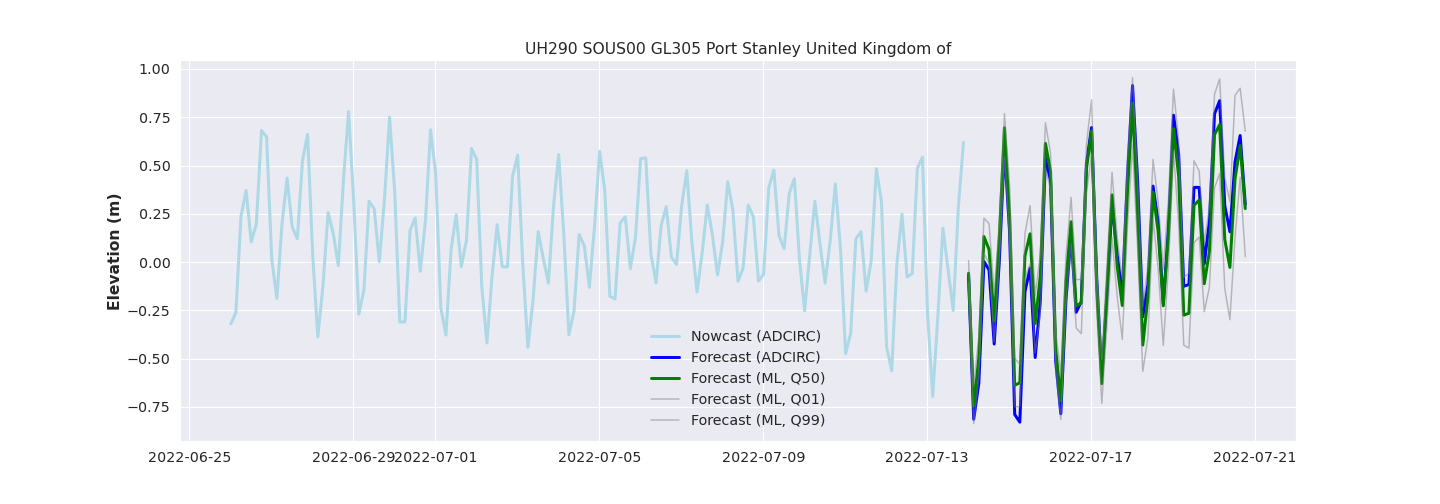 UH290 SOUS00 GL305 Port Stanley United Kingdom of
1.00
0.75
0.50
0.25
0.00
−0.25
−0.50
−0.75
Elevation (m)
Nowcast (ADCIRC)
Forecast (ADCIRC)
Forecast (ML, Q50)
Forecast (ML, Q01)
Forecast (ML, Q99)
2022-06-25 2022-06-29 2022-07-01 2022-07-05 2022-07-09 2022-07-13 2022-07-17 2022-07-21